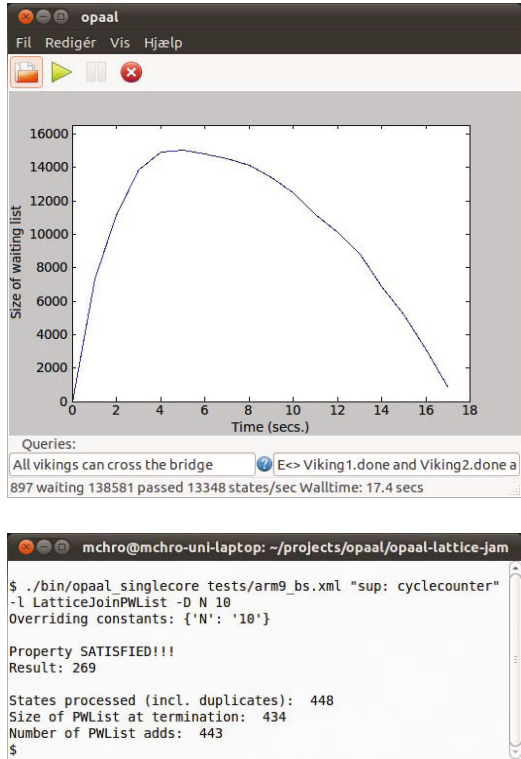 opaal
Fil Redigér Vis Hjælp
16000
14000
12000
10000
8000
6000
4000
2000
0
Size of waiting list
0 2 4 6 8 10 12 14 16 18
Time (secs.)
Queries:
All vikings can cross the bridge ? E<> Viking1.done and Viking2.done a
897 waiting 138581 passed 13348 states/sec Walltime: 17.4 secs
mchro@mchro-uni-laptop: ~/projects/opaal/opaal-lattice-jam
$ ./bin/opaal_singlecore tests/arm9_bs.xml "sup: cyclecounter"
-l LatticeJoinPWList -D N 10
Overriding constants: {'N': '10'}
Property SATISFIED!!!
Result: 269
States processed (incl. duplicates): 448
Size of PWList at termination: 434
Number of PWList adds: 443
$